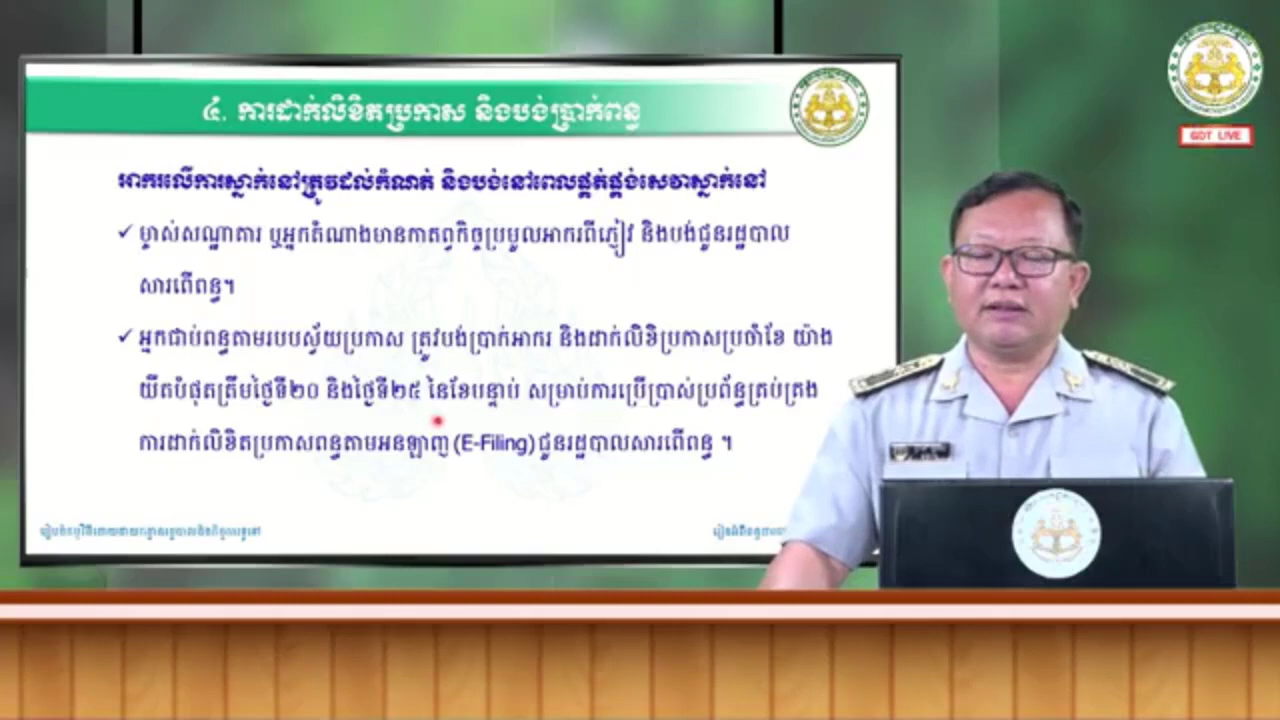 GDT LIVE
៤. ការដាក់លិខិតប្រកាស និងបង់ប្រាក់ពន្ធ
អាករលើការស្នាក់នៅត្រូវដល់កំណត់ និងបង់នៅពេលផ្គត់ផ្គង់សេវាស្នាក់នៅ
✓ ម្ចាស់សណ្ឋាគារ ឬអ្នកតំណាងមានកាតព្វកិច្ចប្រមូលអាករពីភ្ញៀវ និងបង់ជូនរដ្ឋបាល
សារពើពន្ធ។
✓ អ្នកជាប់ពន្ធតាមរបបស្វ័យប្រកាស ត្រូវបង់ប្រាក់អាករ និងដាក់លិខិប្រកាសប្រចាំខែ យ៉ាង
យឺតបំផុតត្រឹមថ្ងៃទី២០ និងថ្ងៃទី២៥ នៃខែបន្ទាប់ សម្រាប់ការប្រើប្រាស់ប្រព័ន្ធគ្រប់គ្រង
ការដាក់លិខិតប្រកាសពន្ធតាមអនឡាញ (E-Filing) ជូនរដ្ឋបាលសារពើពន្ធ ។